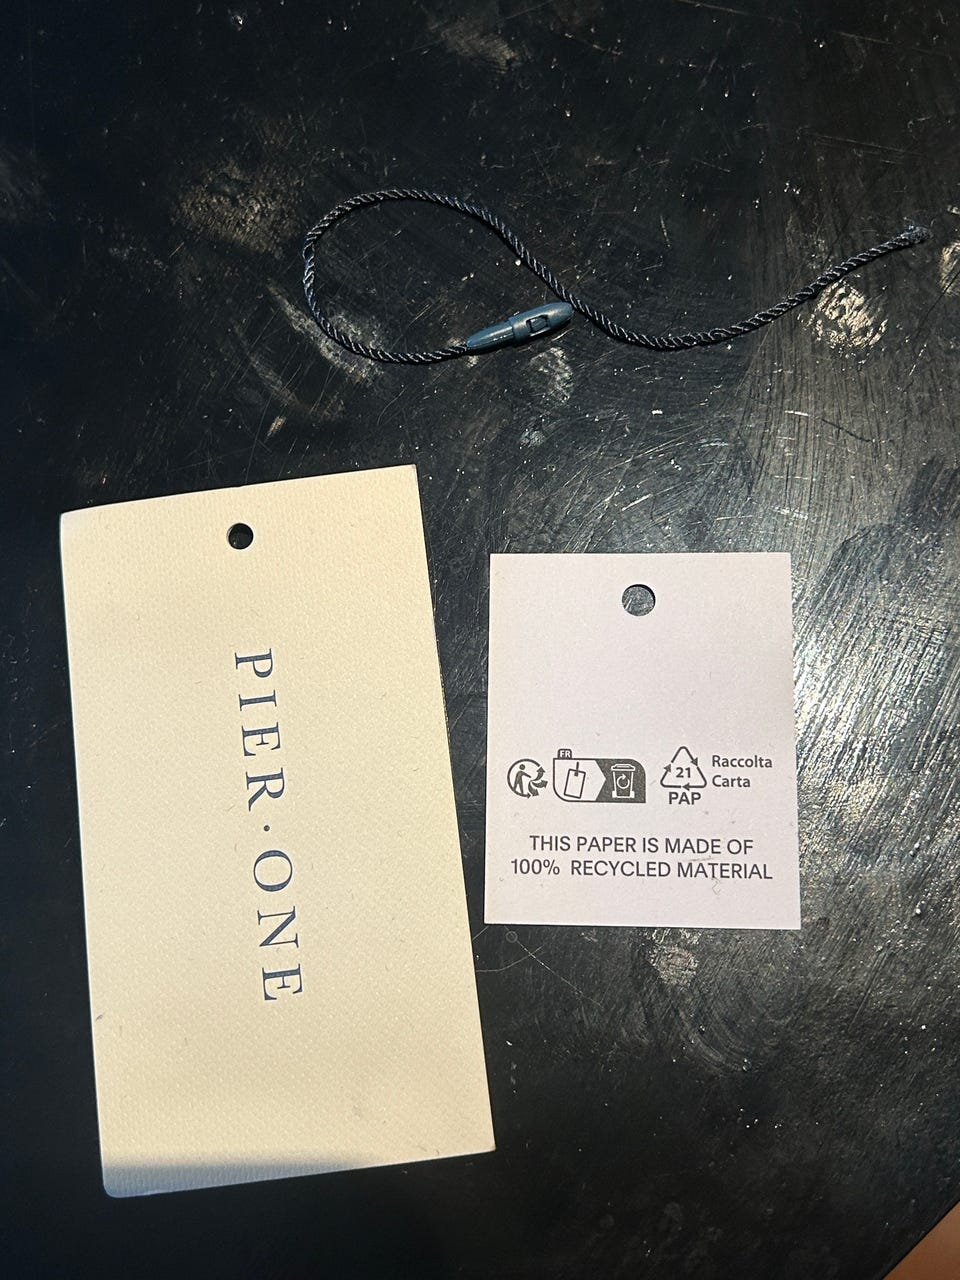 PIER·ONE
FR
21
PAP
Raccolta
Carta
THIS PAPER IS MADE OF
100% RECYCLED MATERIAL